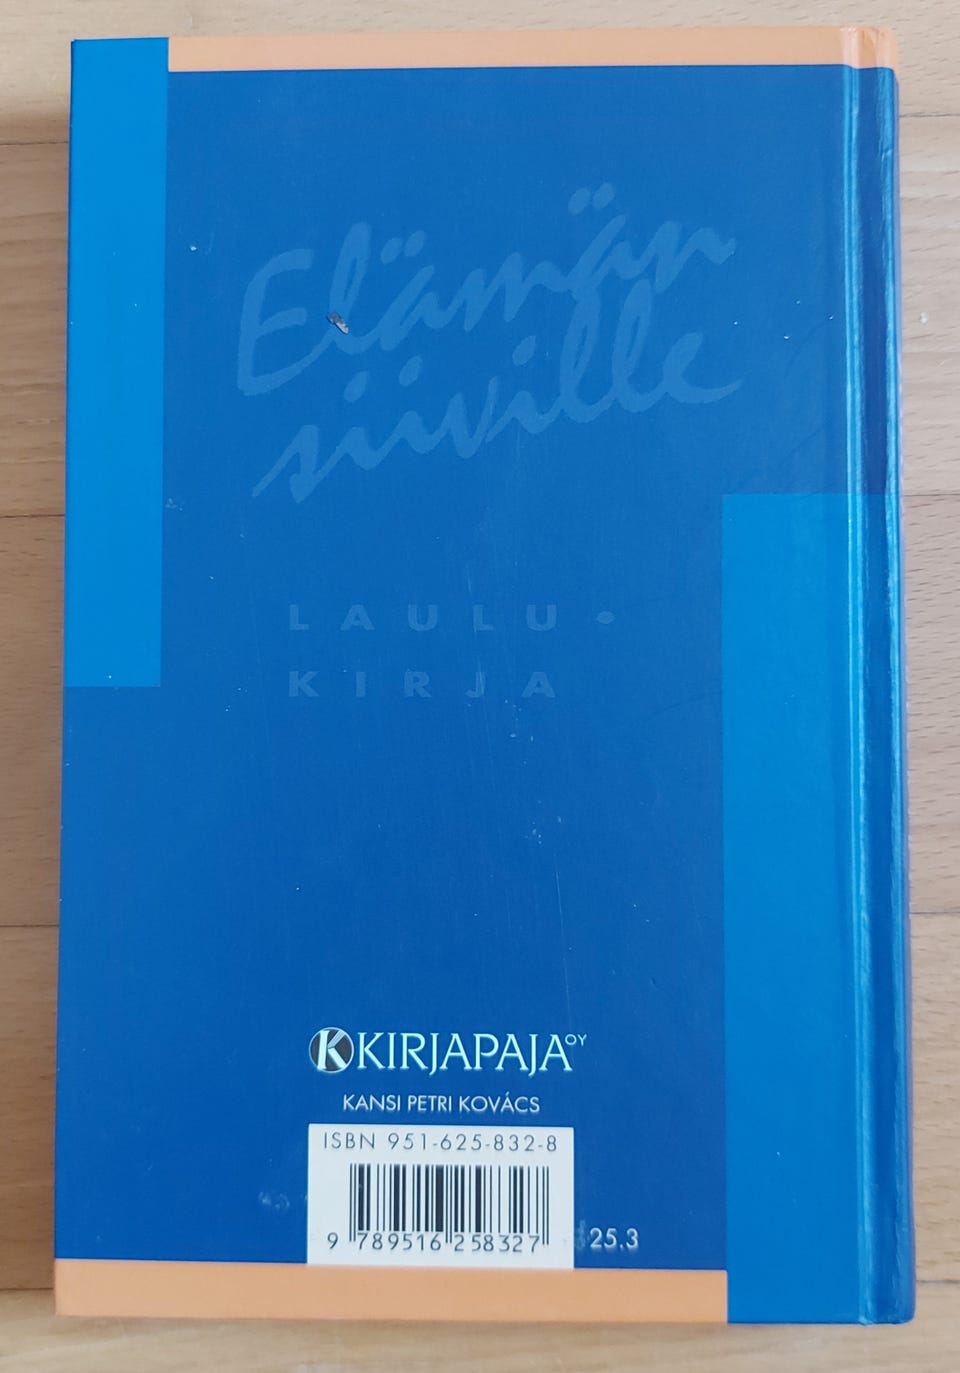 Elämän
siiville
LAULU•
KIRJA
K KIRJAPAJA OY
KANSI PETRI KOVÁCS
ISBN 951-625-832-8
9 789516 258327
25.3